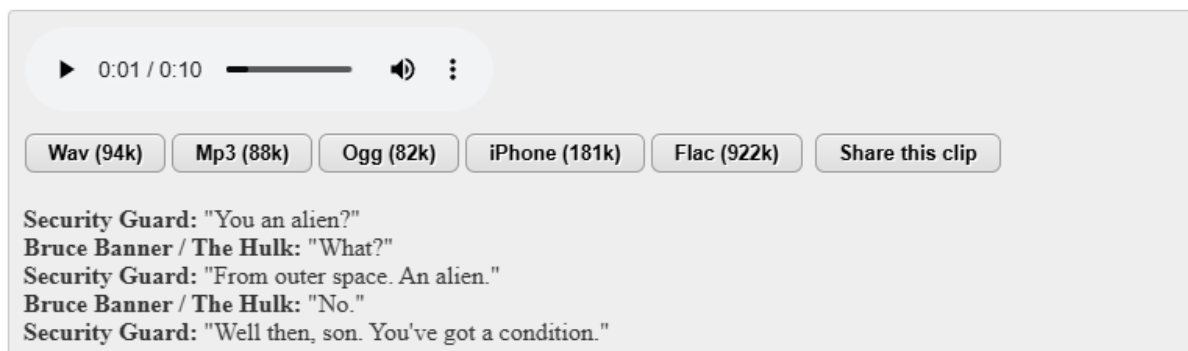 0:01 / 0:10
Wav (94k) Mp3 (88k) Ogg (82k) iPhone (181k) Flac (922k) Share this clip
Security Guard: "You an alien?"
Bruce Banner / The Hulk: "What?"
Security Guard: "From outer space. An alien."
Bruce Banner / The Hulk: "No."
Security Guard: "Well then, son. You've got a condition."